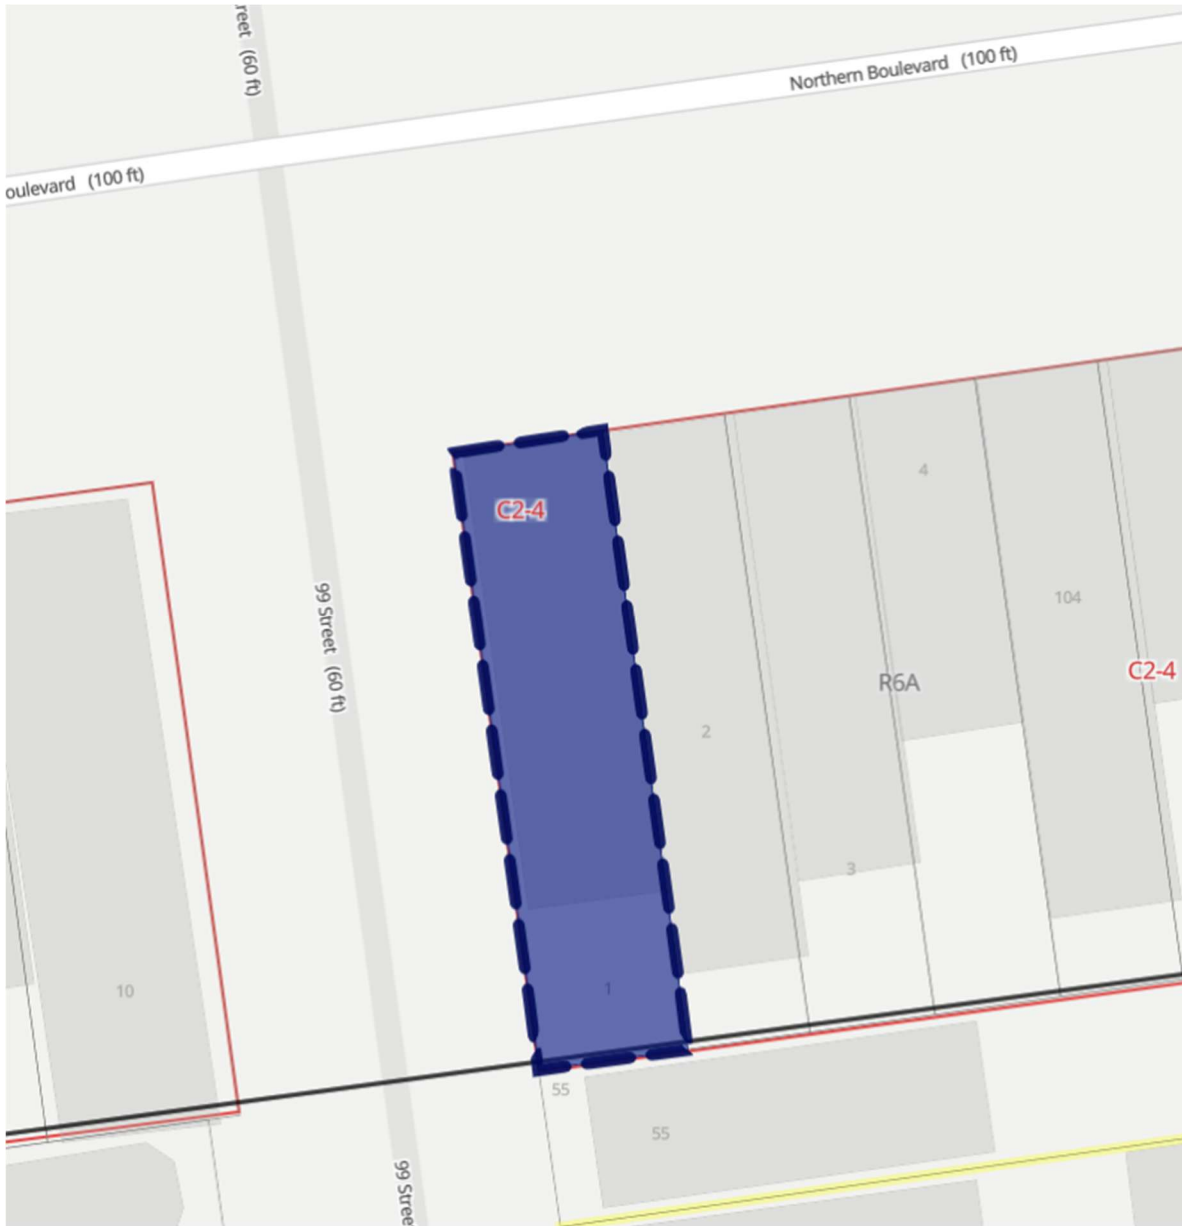 reet (60 ft)
Northern Boulevard (100 ft)
oulevard (100 ft)
4
C2-4
104
99 Street (60 ft)
C2-4
R6A
2
3
10
1
55
55
99 Stree